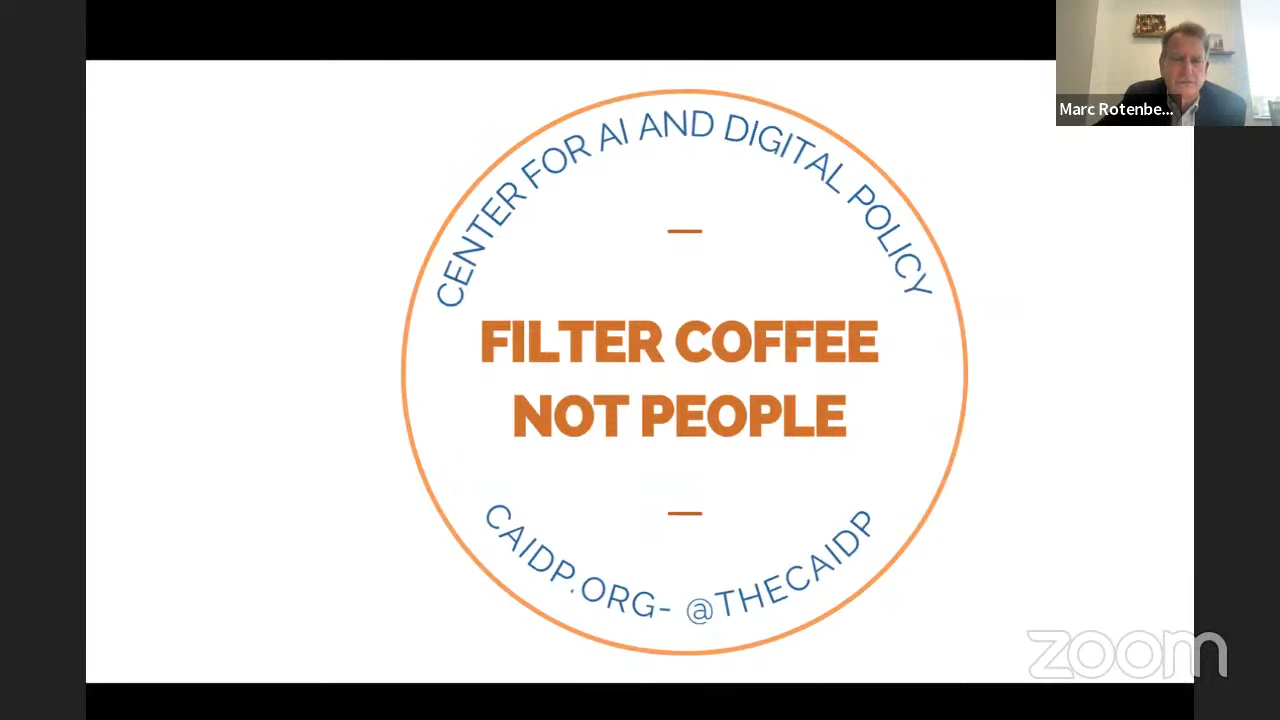 Marc Rotenbe...
CENTER FOR AI AND DIGITAL POLICY
FILTER COFFEE
NOT PEOPLE
CAIDP.ORG- @THECAIDP
zoom